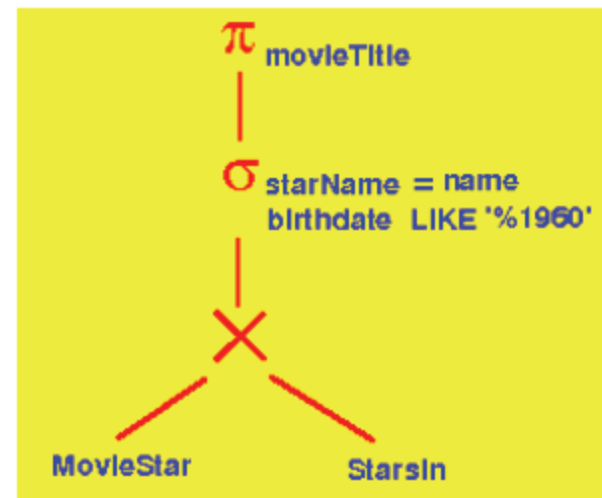 π movieTitle
σ starName = name
birthdate LIKE '%1960'
×
MovieStar StarsIn